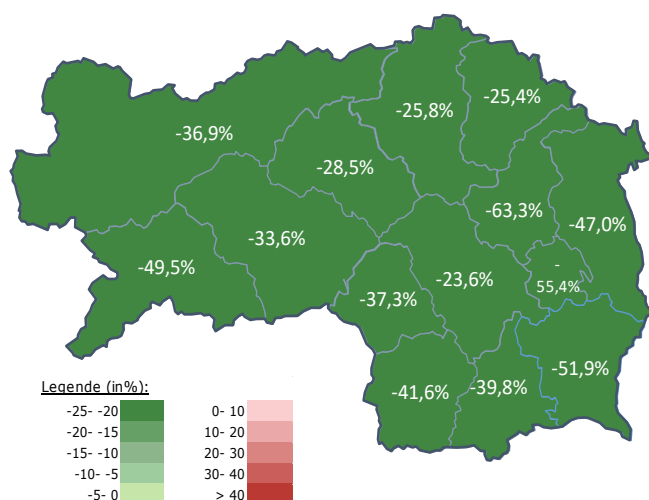 -25,4%
-25,8%
-36,9%
-28,5%
-63,3%
-47,0%
-33,6%
-49,5%
-
55,4%
-23,6%
-37,3%
-51,9%
-41,6%
-39,8%
Legende (in%):
-25- -20 0- 10
-20- -15 10- 20
-15- -10 20- 30
-10- -5 30- 40
-5- 0 > 40